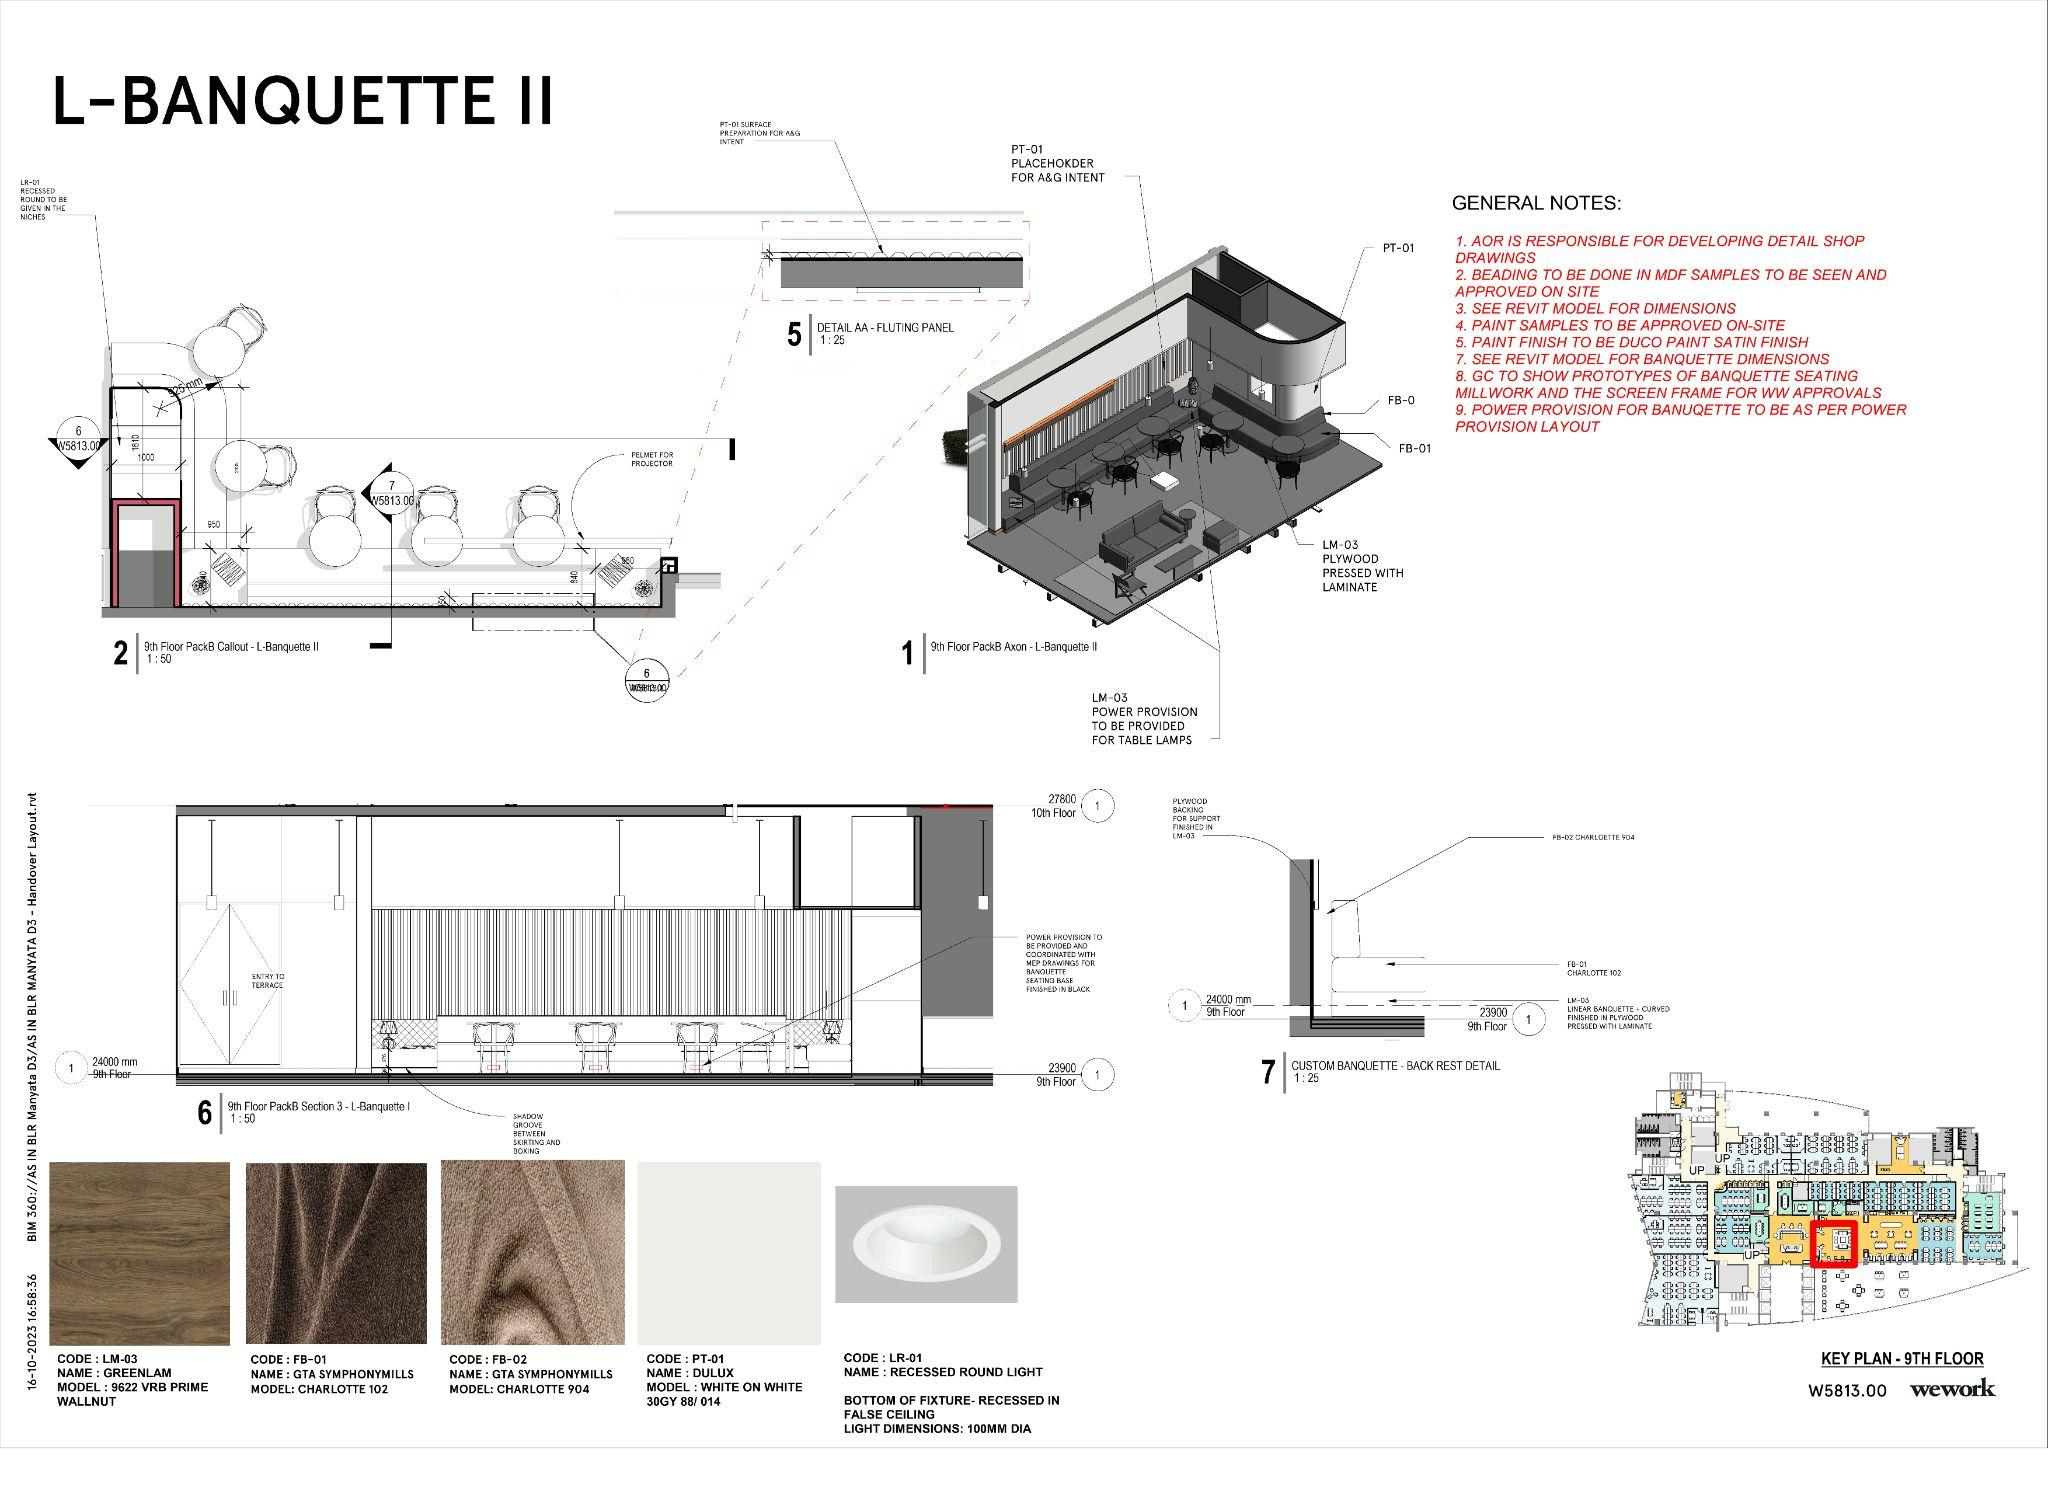 L-BANQUETTE II
LR-01
RECESSED
ROUND TO BE
GIVEN IN THE
NICHES
6
W5813.00
925 mm
1610
1000
950
7
W5813.00
PELMET FOR
PROJECTOR
840
550
2
9th Floor PackB Callout - L-Banquette II
1 : 50
6
PT-01 SURFACE
PREPARATION FOR A&G
INTENT
5
DETAIL AA - FLUTING PANEL
1 : 25
PT-01
PLACEHOKDER
FOR A&G INTENT
PT-01
FB-0
FB-01
LM-03
PLYWOOD
PRESSED WITH
LAMINATE
1
9th Floor PackB Axon - L-Banquette II
LM-03
POWER PROVISION
TO BE PROVIDED
FOR TABLE LAMPS
GENERAL NOTES:
1. AOR IS RESPONSIBLE FOR DEVELOPING DETAIL SHOP
DRAWINGS
2. BEADING TO BE DONE IN MDF SAMPLES TO BE SEEN AND
APPROVED ON SITE
3. SEE REVIT MODEL FOR DIMENSIONS
4. PAINT SAMPLES TO BE APPROVED ON-SITE
5. PAINT FINISH TO BE DUCO PAINT SATIN FINISH
7. SEE REVIT MODEL FOR BANQUETTE DIMENSIONS
8. GC TO SHOW PROTOTYPES OF BANQUETTE SEATING
MILLWORK AND THE SCREEN FRAME FOR WW APPROVALS
9. POWER PROVISION FOR BANUQETTE TO BE AS PER POWER
PROVISION LAYOUT
27800
10th Floor
1
ENTRY TO
TERRACE
POWER PROVISION TO
BE PROVIDED AND
COORDINATED WITH
MEP DRAWINGS FOR
BANQUETTE
SEATING BASE
FINISHED IN BLACK
1
24000 mm
9th Floor
23900
9th Floor
1
6
9th Floor PackB Section 3 - L-Banquette I
1 : 50
SHADOW
GROOVE
BETWEEN
SKIRTING AND
BOXING
PLYWOOD
BACKING
FOR SUPPORT
FINISHED IN
LM-03
FB-02 CHARLOETTE 904
FB-01
CHARLOTTE 102
LM-03
LINEAR BANQUETTE + CURVED
FINISHED IN PLYWOOD
PRESSED WITH LAMINATE
1
24000 mm
9th Floor
23900
9th Floor
1
7
CUSTOM BANQUETTE - BACK REST DETAIL
1 : 25
16-10-2023 16:58:36 BIM 360://AS IN BLR Manyata D3/AS IN BLR MANYATA D3 - Handover Layout.rvt
CODE : LM-03
NAME : GREENLAM
MODEL : 9622 VRB PRIME
WALLNUT
CODE : FB-01
NAME : GTA SYMPHONYMILLS
MODEL: CHARLOTTE 102
CODE : FB-02
NAME : GTA SYMPHONYMILLS
MODEL: CHARLOTTE 904
CODE : PT-01
NAME : DULUX
MODEL : WHITE ON WHITE
30GY 88/ 014
CODE : LR-01
NAME : RECESSED ROUND LIGHT
BOTTOM OF FIXTURE- RECESSED IN
FALSE CEILING
LIGHT DIMENSIONS: 100MM DIA
UP
UP
UP
KEY PLAN - 9TH FLOOR
W5813.00 wework